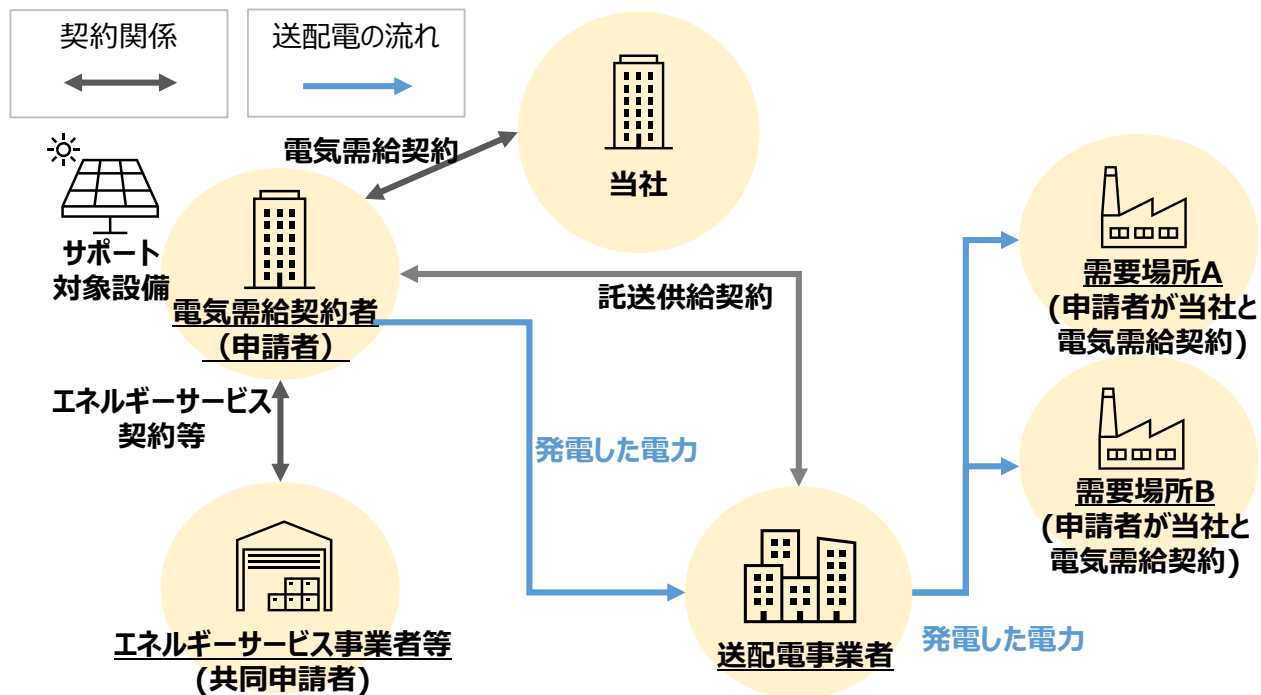 契約関係
送配電の流れ
電気需給契約
当社
サポート
対象設備
電気需給契約者
（申請者）
託送供給契約
需要場所A
(申請者が当社と
電気需給契約)
エネルギーサービス
契約等
発電した電力
需要場所B
(申請者が当社と
電気需給契約)
エネルギーサービス事業者等
(共同申請者)
送配電事業者
発電した電力